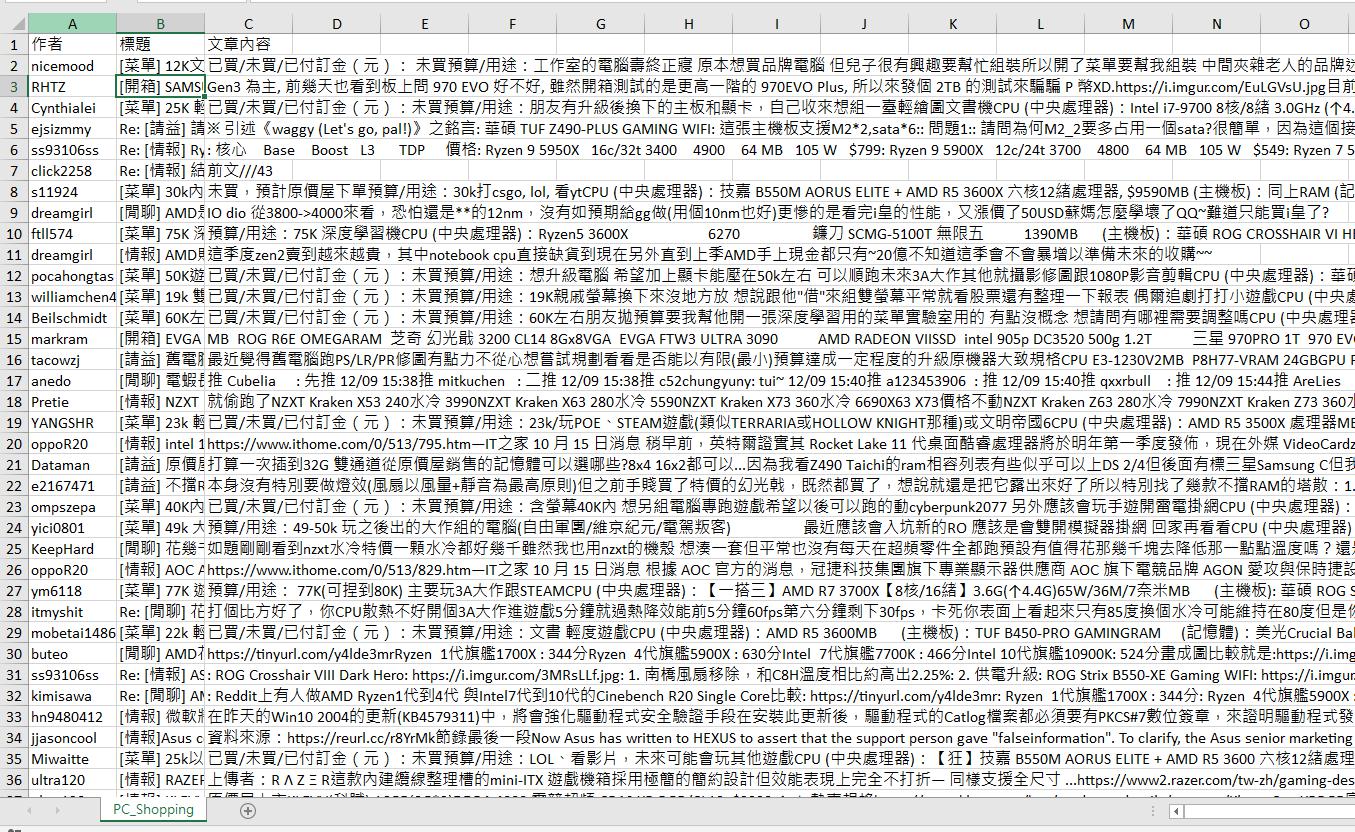 A B C D E F G H I J K L M N O
1 作者 標題 文章內容
2 nicemood [菜單] 12K文 已買/未買/已付訂金（元）： 未買預算/用途：工作室的電腦壽終正寢 原本想買品牌電腦 但兒子很有興趣要幫忙組裝所以開了菜單要幫我組裝 中間夾雜老人的品牌迷
3 RHTZ [開箱] SAMS Gen3 為主, 前幾天也看到板上問 970 EVO 好不好, 雖然開箱測試的是更高一階的 970EVO Plus, 所以來發個 2TB 的測試來騙騙 P 幣XD.https://i.imgur.com/EuLGVsU.jpg目前
4 Cynthialei [菜單] 25K 輕 已買/未買/已付訂金（元）：未買預算/用途：朋友有升級後換下的主板和顯卡，自己收來想組一臺輕繪圖文書機CPU (中央處理器)：Intel i7-9700 8核/8緒 3.0GHz (↑4.
5 ejsizmmy Re: [請益] 請 ※ 引述《waggy (Let's go, pal!)》之銘言: 華碩 TUF Z490-PLUS GAMING WIFI: 這張主機板支援M2*2,sata*6:: 問題1:: 請問為何M2_2要多占用一個sata?很簡單，因為這個接
6 ss93106ss Re: [情報] Ry : 核心 Base Boost L3 TDP 價格: Ryzen 9 5950X 16c/32t 3400 4900 64 MB 105 W $799: Ryzen 9 5900X 12c/24t 3700 4800 64 MB 105 W $549: Ryzen 7 5
7 click2258 Re: [情報] 結 前文///43
8 s11924 [菜單] 30k內 未買，預計原價屋下單預算/用途：30k打csgo, lol, 看ytCPU (中央處理器)：技嘉 B550M AORUS ELITE + AMD R5 3600X 六核12緒處理器, $9590MB (主機板)：同上RAM (記
9 dreamgirl [閒聊] AMD IO dio 從3800->4000來看，恐怕還是**的12nm，沒有如預期給gg做(用個10nm也好)更慘的是看完I皇的性能，又漲價了50USD蘇媽怎麼學壞了QQ~難道只能買I皇了?
10 ftll574 [菜單] 75K 深 預算/用途：75K 深度學習機CPU (中央處理器)：Ryzen5 3600X 6270 鐮刀 SCMG-5100T 無限五 1390MB (主機板)：華碩 ROG CROSSHAIR VI HE
11 dreamgirl [情報] AMD 這季度zen2賣到越來越貴，其中notebook cpu直接缺貨到現在另外直到上季AMD手上現金都只有~20億不知道這季會不會暴增以準備未來的收購~~
12 pocahongtas [菜單] 50K遊 已買/未買/已付訂金（元）：未買預算/用途：想升級電腦 希望加上顯卡能壓在50k左右 可以順跑未來3A大作其他就攝影修圖跟1080P影音剪輯CPU (中央處理器)：華碩
13 williamchen4 [菜單] 19k 雙 已買/未買/已付訂金（元）：未買預算/用途：19K親戚螢幕換下來沒地方放 想說跟他"借"來組雙螢幕平常就看股票還有整理一下報表 偶爾追劇打打小遊戲CPU (中央處
14 Beilschmidt [菜單] 60K左 已買/未買/已付訂金（元）：未買預算/用途：60K左右朋友拋預算要我幫他開一張深度學習用的菜單實驗室用的 有點沒概念 想請問有哪裡需要調整嗎CPU (中央處理器)：
15 markram [開箱] EVGA MB ROG R6E OMEGARAM 芝奇 幻光戟 3200 CL14 8Gx8VGA EVGA FTW3 ULTRA 3090 AMD RADEON VIISSD intel 905p DC3520 500g 1.2T 三星 970PRO 1T 970 EVO
16 tacowzj [請益] 舊電腦 最近覺得舊電腦跑PS/LR/PR修圖有點力不從心想嘗試規劃看看是否能以有限(最小)預算達成一定程度的升級原機器大致規格CPU E3-1230V2MB P8H77-VRAM 24GBGPU R
17 anedo [閒聊] 電蝦長 推 Cubelia : 先推 12/09 15:38推 mitkuchen : 二推 12/09 15:38推 c52chungyuny: tui~ 12/09 15:40推 a123453906 : 推 12/09 15:40推 qxxrbull : 推 12/09 15:44推 AreLies
18 Pretie [情報] NZXT 就偷跑了NZXT Kraken X53 240水冷 3990NZXT Kraken X63 280水冷 5590NZXT Kraken X73 360水冷 6690X63 X73價格不動NZXT Kraken Z63 280水冷 7990NZXT Kraken Z73 360水
19 YANGSHR [菜單] 23k 輕 已買/未買/已付訂金（元）：未買預算/用途：23k/玩POE、STEAM遊戲(類似TERRARIA或HOLLOW KNIGHT那種)或文明帝國6CPU (中央處理器)：AMD R5 3500X 處理器MB
20 oppoR20 [情報] intel 1 https://www.ithome.com/0/513/795.htm—IT之家 10 月 15 日消息 稍早前，英特爾證實其 Rocket Lake 11 代桌面酷睿處理器將於明年第一季度發佈，現在外媒 VideoCardz
21 Dataman [請益] 原價屋 打算一次插到32G 雙通道從原價屋銷售的記憶體可以選哪些?8x4 16x2都可以...因為我看Z490 Taichi的ram相容列表有些似乎可以上DS 2/4但後面有標三星Samsung C但我
22 e2167471 [請益] 不擋R 本身沒有特別要做燈效(風扇以風量+靜音為最高原則)但之前手賤買了特價的幻光戟，既然都買了，想說就還是把它露出來好了所以特別找了幾款不擋RAM的塔散：1.
23 ompszepa [菜單] 40K內 已買/未買/已付訂金（元）：未買預算/用途：含螢幕40K內 想另組電腦專跑遊戲希望以後可以跑的動cyberpunk2077 另外應該會玩手遊開雷電掛網CPU (中央處理器)：
24 yici0801 [菜單] 49k 大 預算/用途：49-50k 玩之後出的大作組的電腦(自由軍團/維京紀元/電駕叛客) 最近應該會入坑新的RO 應該是會雙開模擬器掛網 回家再看看CPU (中央處理器)：
25 KeepHard [閒聊] 花幾千 如題剛剛看到nzxt水冷特價一顆水冷都好幾千雖然我也用nzxt的機殼 想湊一套但平常也沒有每天在超頻零件全都跑預設有值得花那幾千塊去降低那一點點溫度嗎？還是
26 oppoR20 [情報] AOC A https://www.ithome.com/0/513/829.htm—IT之家 10 月 15 日消息 根據 AOC 官方的消息，冠捷科技集團旗下專業顯示器供應商 AOC 旗下電競品牌 AGON 愛攻與保時捷設
27 ym6118 [菜單] 77K 遊 預算/用途： 77K(可捏到80K) 主要玩3A大作跟STEAMCPU (中央處理器)：【一搭三】AMD R7 3700X【8核/16緒】3.6G(↑4.4G)65W/36M/7奈米MB (主機板): 華碩 ROG S
28 itmyshit Re: [閒聊] 花 打個比方好了，你CPU散熱不好開個3A大作進遊戲5分鐘就過熱降效能前5分鐘60fps第六分鐘剩下30fps，卡死你表面上看起來只有85度換個水冷可能維持在80度但是你
29 mobetai1486 [菜單] 22k 輕 已買/未買/已付訂金（元）：未買預算/用途：文書 輕度遊戲CPU (中央處理器)：AMD R5 3600MB (主機板)：TUF B450-PRO GAMINGRAM (記憶體)：美光Crucial Bal
30 buteo [閒聊] AMD花 https://tinyurl.com/y4lde3mrRyzen 1代旗艦1700X : 344分Ryzen 4代旗艦5900X : 630分Intel 7代旗艦7700K : 466分Intel 10代旗艦10900K: 524分畫成圖比較就是:https://i.img
31 ss93106ss Re: [情報] AS : ROG Crosshair VIII Dark Hero: https://i.imgur.com/3MRsLLf.jpg: 1. 南橋風扇移除，和C8H溫度相比約高出2.25%: 2. 供電升級: ROG Strix B550-XE Gaming WIFI: https://i.imgur.
32 kimisawa Re: [閒聊] AM : Reddit上有人做AMD Ryzen1代到4代 與Intel7代到10代的Cinebench R20 Single Core比較: https://tinyurl.com/y4lde3mr: Ryzen 1代旗艦1700X : 344分: Ryzen 4代旗艦5900X :
33 hn9480412 [情報] 微軟將 在昨天的Win10 2004的更新(KB4579311)中，將會強化驅動程式安全驗證手段在安裝此更新後，驅動程式的Catlog檔案都必須要有PKCS#7數位簽章，來證明驅動程式發
34 jjasoncool [情報]Asus c 資料來源：https://reurl.cc/r8YrMk節錄最後一段Now Asus has written to HEXUS to assert that the support person gave "falseinformation". To clarify, the Asus senior marketing
35 Miwaitte [菜單] 25k以 已買/未買/已付訂金（元）：未買預算/用途：LOL、看影片，未來可能會玩其他遊戲CPU (中央處理器)：【狂】技嘉 B550M AORUS ELITE + AMD R5 3600 六核12緒處
36 ultra120 [情報] RAZER 上傳者：R Λ Z Ξ R這款內建纜線整理槽的mini-ITX 遊戲機箱採用極簡的簡約設計但效能表現上完全不打折— 同樣支援全尺寸 ...https://www2.razer.com/tw-zh/gaming-des
PC_Shopping